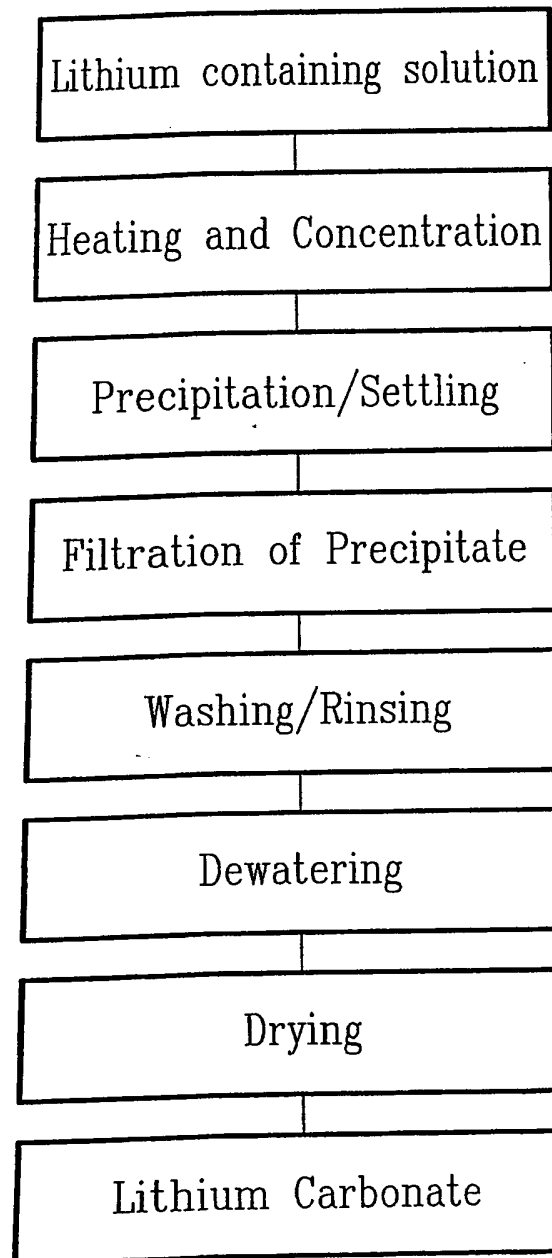 Lithium containing solution
Heating and Concentration
Precipitation/Settling
Filtration of Precipitate
Washing/Rinsing
Dewatering
Drying
Lithium Carbonate